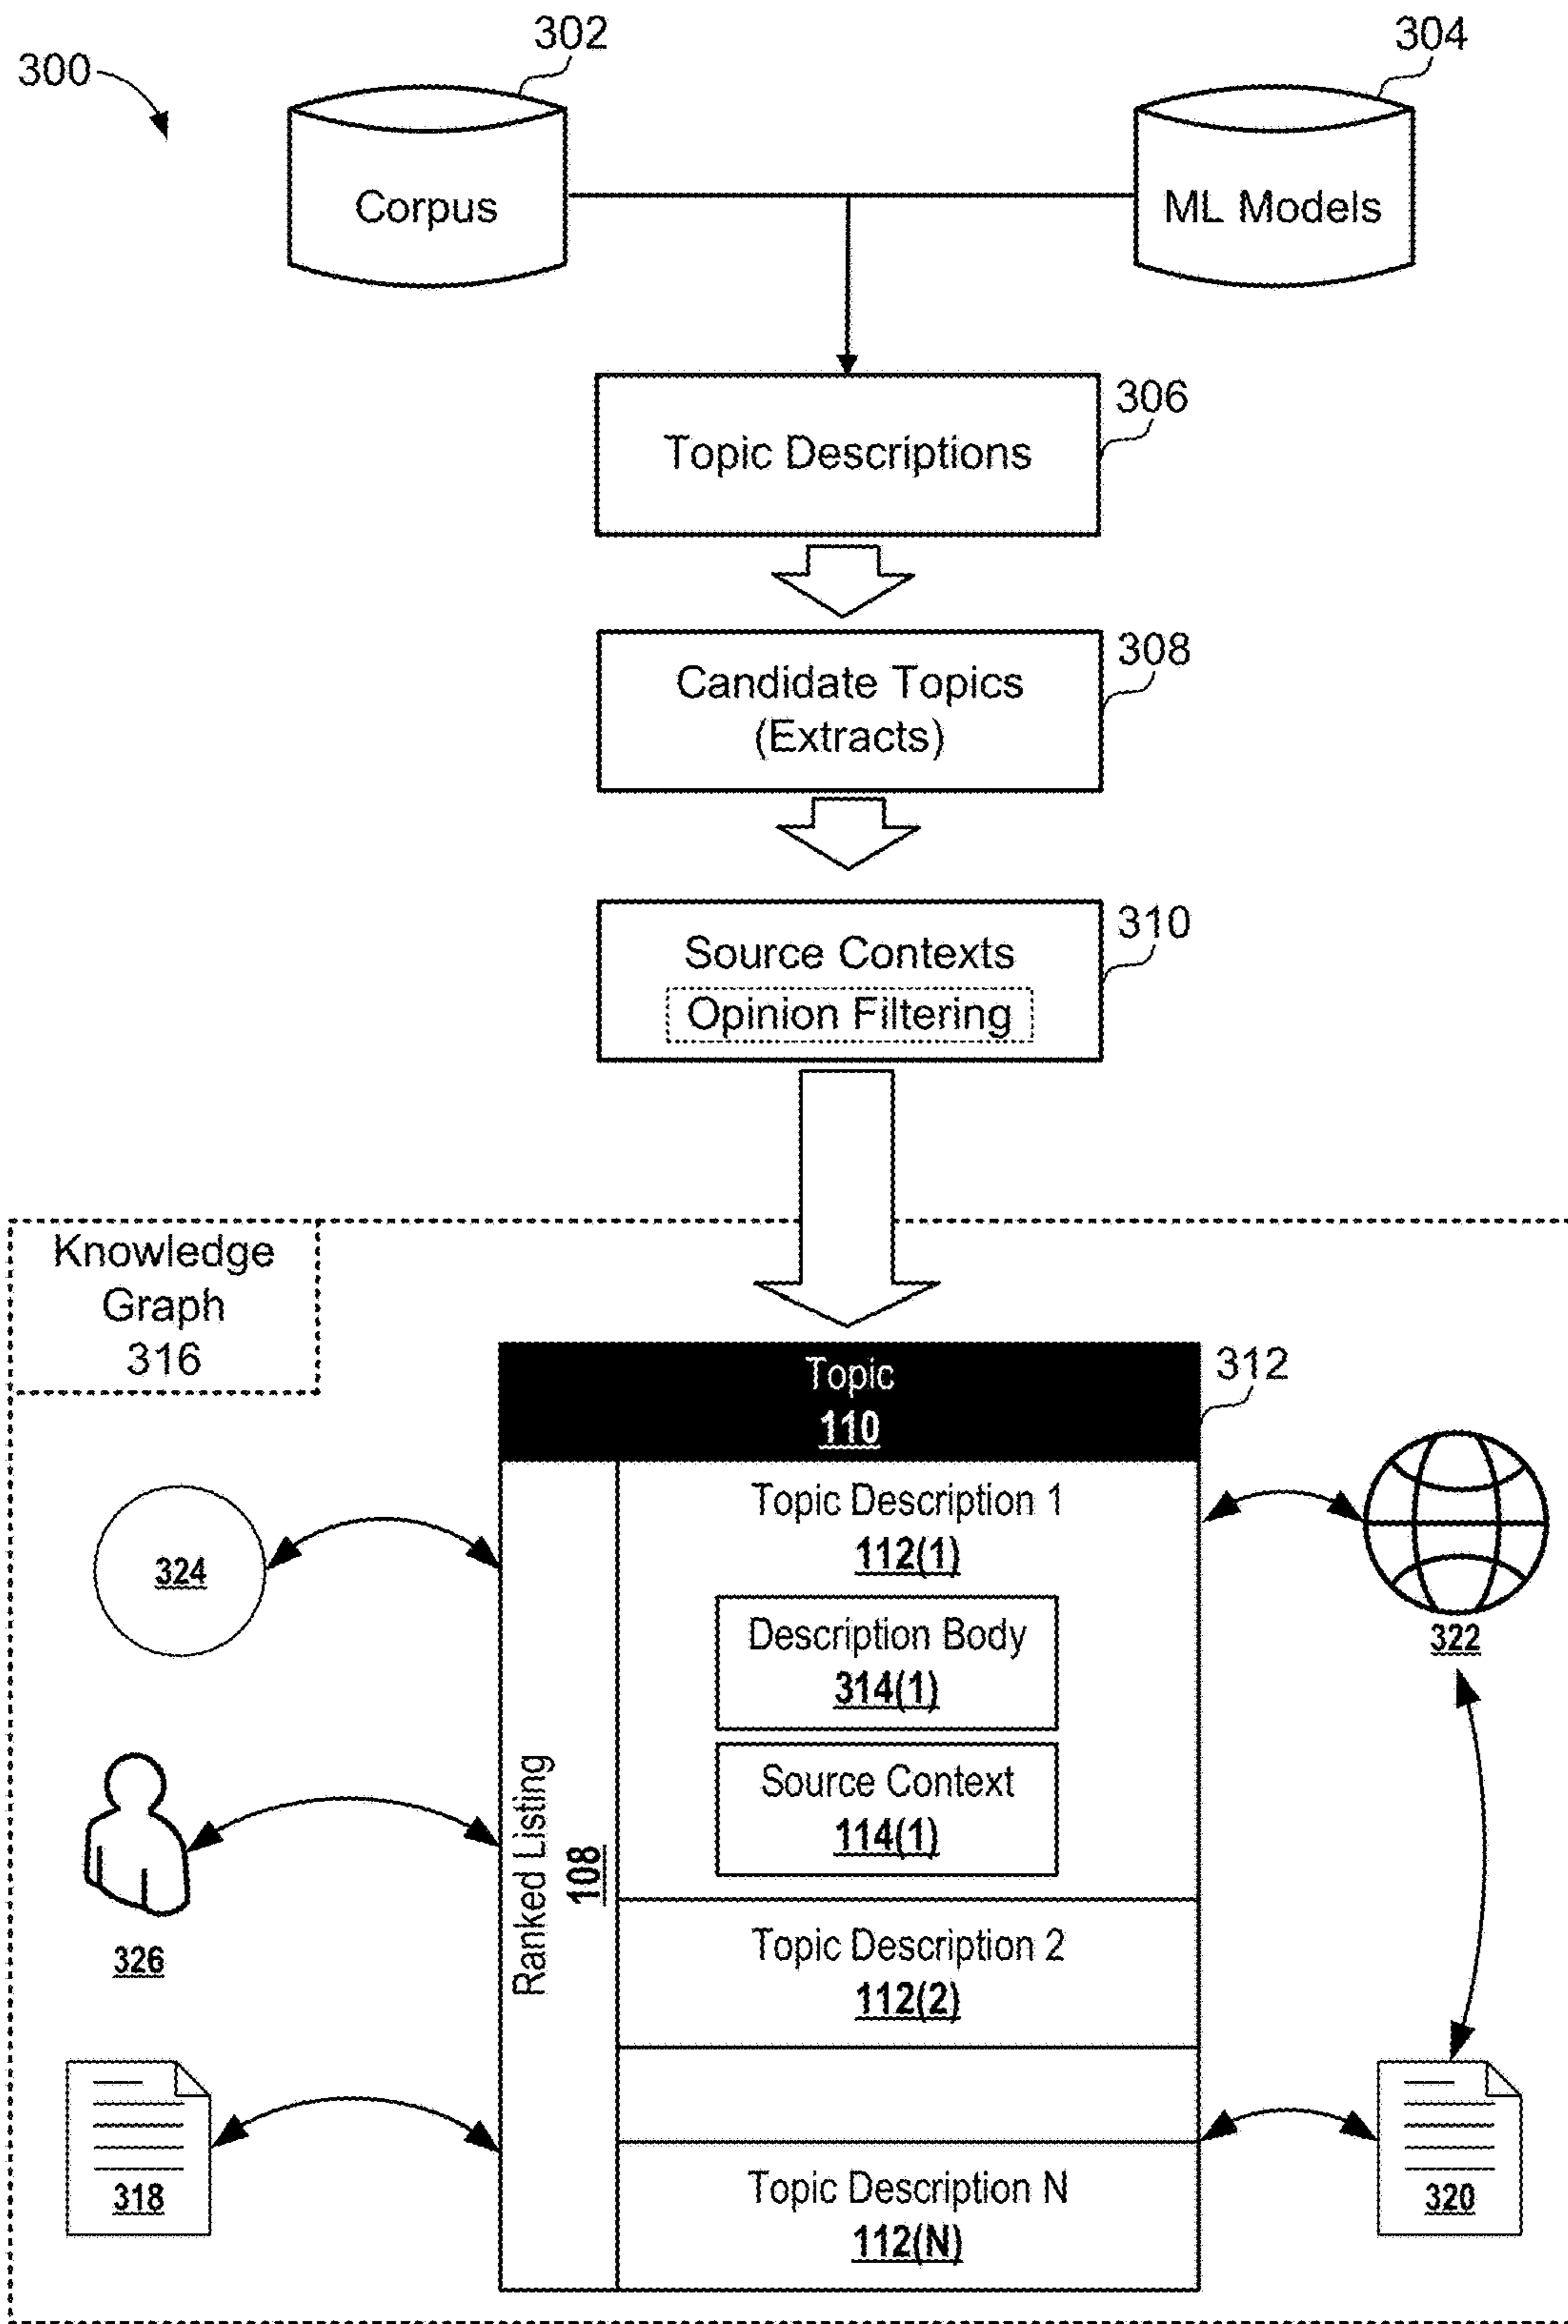 300
302
304
Corpus
ML Models
306
Topic Descriptions
308
Candidate Topics
(Extracts)
310
Source Contexts
Opinion Filtering
Knowledge
Graph
316
Topic
110
312
Ranked Listing
108
Topic Description 1
112(1)
Description Body
314(1)
Source Context
114(1)
Topic Description 2
112(2)
Topic Description N
112(N)
324
326
318
322
320